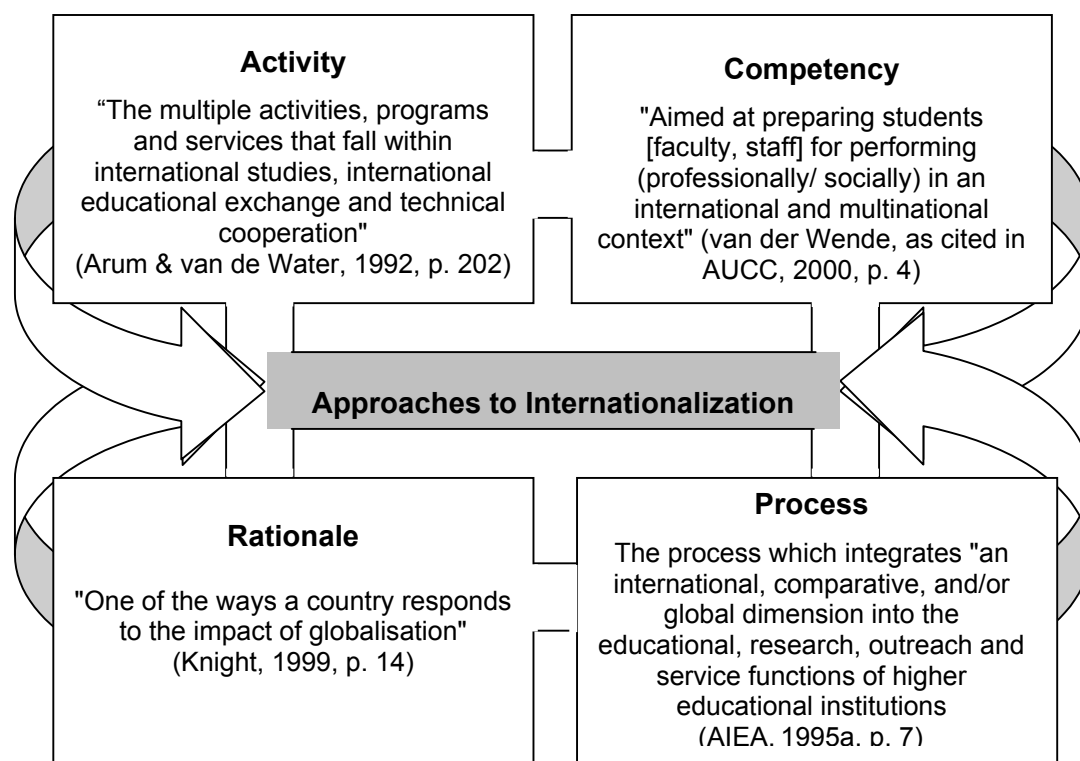 Activity
“The multiple activities, programs
and services that fall within
international studies, international
educational exchange and technical
cooperation"
(Arum & van de Water, 1992, p. 202)
Competency
"Aimed at preparing students
[faculty, staff] for performing
(professionally/ socially) in an
international and multinational
context" (van der Wende, as cited in
AUCC, 2000, p. 4)
Approaches to Internationalization
Rationale
"One of the ways a country responds
to the impact of globalisation"
(Knight, 1999, p. 14)
Process
The process which integrates "an
international, comparative, and/or
global dimension into the
educational, research, outreach and
service functions of higher
educational institutions
(AIEA. 1995a. p. 7)